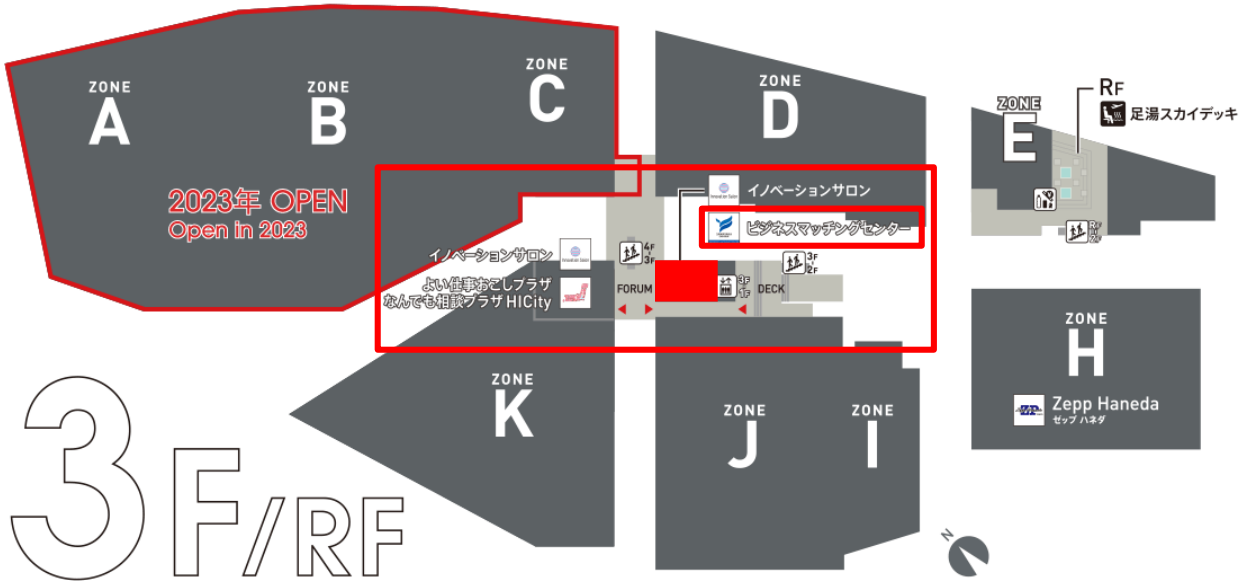 ZONE
A
ZONE
B
ZONE
C
ZONE
D
ZONE
E
RF
足湯スカイデッキ
2023年 OPEN
Open in 2023
イノベーションサロン
ビジネスマッチングセンター
イノベーションサロン
よい仕事おこしプラザ
なんでも相談プラザ HICity
4F
3F
FORUM
3F
1F
DECK
3F
2F
RF
2F
ZONE
K
ZONE
J
ZONE
I
ZONE
H
Zepp Haneda
ゼップ ハネダ
3F/RF
N